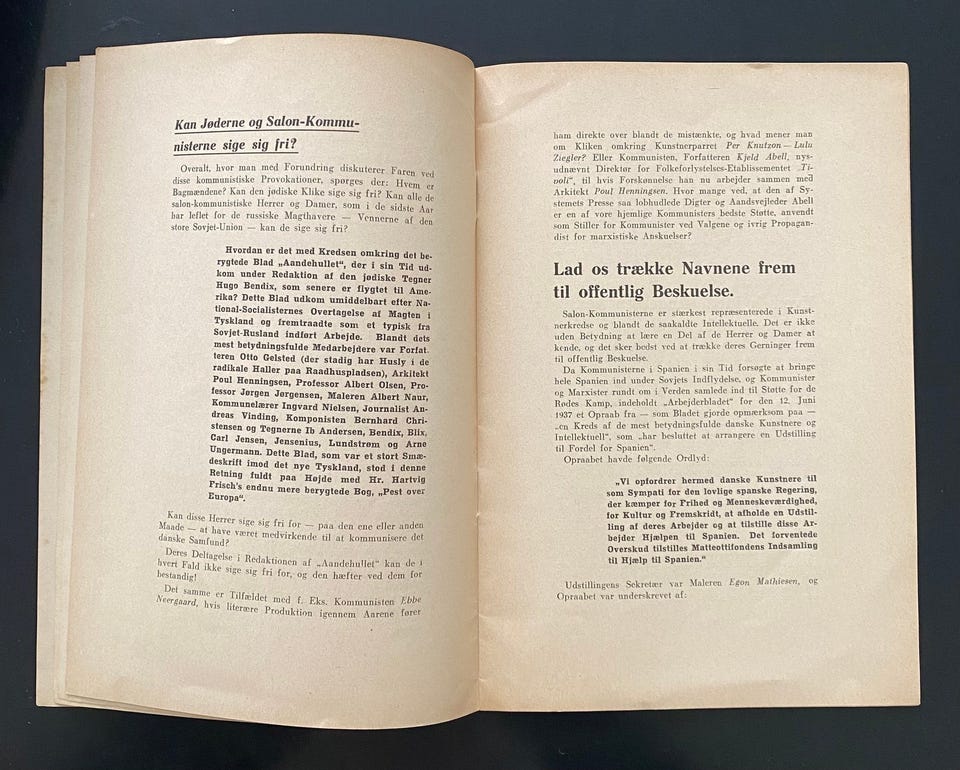 Kan Jøderne og Salon-Kommu-
nisterne sige sig fri?
Overalt, hvor man med Forundring diskuterer Faren ved
disse kommunistiske Provokationer, spørges der: Hvem er
Bagmændene? Kan den jødiske Klike sige sig fri? Kan alle de
salon-kommunistiske Herrer og Damer, som i de sidste Aar
har leflet for de russiske Magthavere — Vennerne af den
store Sovjet-Union — kan de sige sig fri?
Hvordan er det med Kredsen omkring det be-
rygtede Blad „Aandehullet“, der i sin Tid ud-
kom under Redaktion af den jødiske Tegner
Hugo Bendix, som senere er flygtet til Ame-
rika? Dette Blad udkom umiddelbart efter Na-
tional-Socialisternes Overtagelse af Magten i
Tyskland og fremtraadte som et typisk fra
Sovjet-Rusland indført Arbejde. Blandt dets
mest betydningsfulde Medarbejdere var Forfat-
teren Otto Gelsted (der stadig har Husly i de
radikale Haller paa Raadhuspladsen), Arkitekt
Poul Henningsen, Professor Albert Olsen, Pro-
fessor Jørgen Jørgensen, Maleren Albert Naur,
Kommunelærer Ingvard Nielsen, Journalist An-
dreas Vinding, Komponisten Bernhard Chri-
stensen og Tegnerne Ib Andersen, Bendix, Blix,
Carl Jensen, Jensenius, Lundstrøm og Arne
Ungermann. Dette Blad, som var et stort Smæ-
deskrift imod det nye Tyskland, stod i denne
Retning fuldt paa Højde med Hr. Hartvig
Frisch's endnu mere berygtede Bog, „Pest over
Europa“.
Kan disse Herrer sige sig fri for — paa den ene eller anden
Maade — at have været medvirkende til at kommunisere det
danske Samfund?
Deres Deltagelse i Redaktionen af „Aandehullet“ kan de i
hvert Fald ikke sige sig fri for, og den hæfter ved dem for
bestandig!
Det samme er Tilfældet med f. Eks. Kommunisten Ebbe
Neergaard, hvis literære Produktion igennem Aarene fører
ham direkte over blandt de mistænkte, og hvad mener man
om Kliken omkring Kunstnerparret Per Knutzon — Lulu
Ziegler? Eller Kommunisten, Forfatteren Kjeld Abell, nys-
udnævnt Direktør for Folkeforlystelses-Etablissementet „Ti-
voli“, til hvis Forskønnelse han nu arbejder sammen med
Arkitekt Poul Henningsen. Hvor mange ved, at den af Sy-
stemets Presse saa lobhudlede Digter og Aandsvejleder Abell
er en af vore hjemlige Kommunisters bedste Støtte, anvendt
som Stiller for Kommunister ved Valgene og ivrig Propagan-
dist for marxistiske Anskuelser?
Lad os trække Navnene frem
til offentlig Beskuelse.
Salon-Kommunisterne er stærkest repræsenterede i Kunst-
nerkredse og blandt de saakaldte Intellektuelle. Det er ikke
uden Betydning at lære en Del af de Herrer og Damer at
kende, og det sker bedst ved at trække deres Gerninger frem
til offentlig Beskuelse.
Da Kommunisterne i Spanien i sin Tid forsøgte at bringe
hele Spanien ind under Sovjets Indflydelse, og Kommunister
og Marxister rundt om i Verden samlede ind til Støtte for de
Rødes Kamp, indeholdt „Arbejderbladet“ for den 12. Juni
1937 et Opraab fra — som Bladet gjorde opmærksom paa —
„en Kreds af de mest betydningsfulde danske Kunstnere og
Intellektuell“, som „har besluttet at arrangere en Udstilling
til Fordel for Spanien“.
Opraabet havde følgende Ordlyd:
„Vi opfordrer hermed danske Kunstnere til
som Sympati for den lovlige spanske Regering,
der kæmper for Frihed og Menneskeværdighed,
for Kultur og Fremskridt, at afholde en Udstil-
ling af deres Arbejder og at tilstille disse Ar-
bejder Hjælpen til Spanien. Det forventede
Overskud tilstilles Matteottifondens Indsamling
til Hjælp til Spanien.“
Udstillingens Sekretær var Maleren Egon Mathiesen, og
Opraabet var underskrevet af: